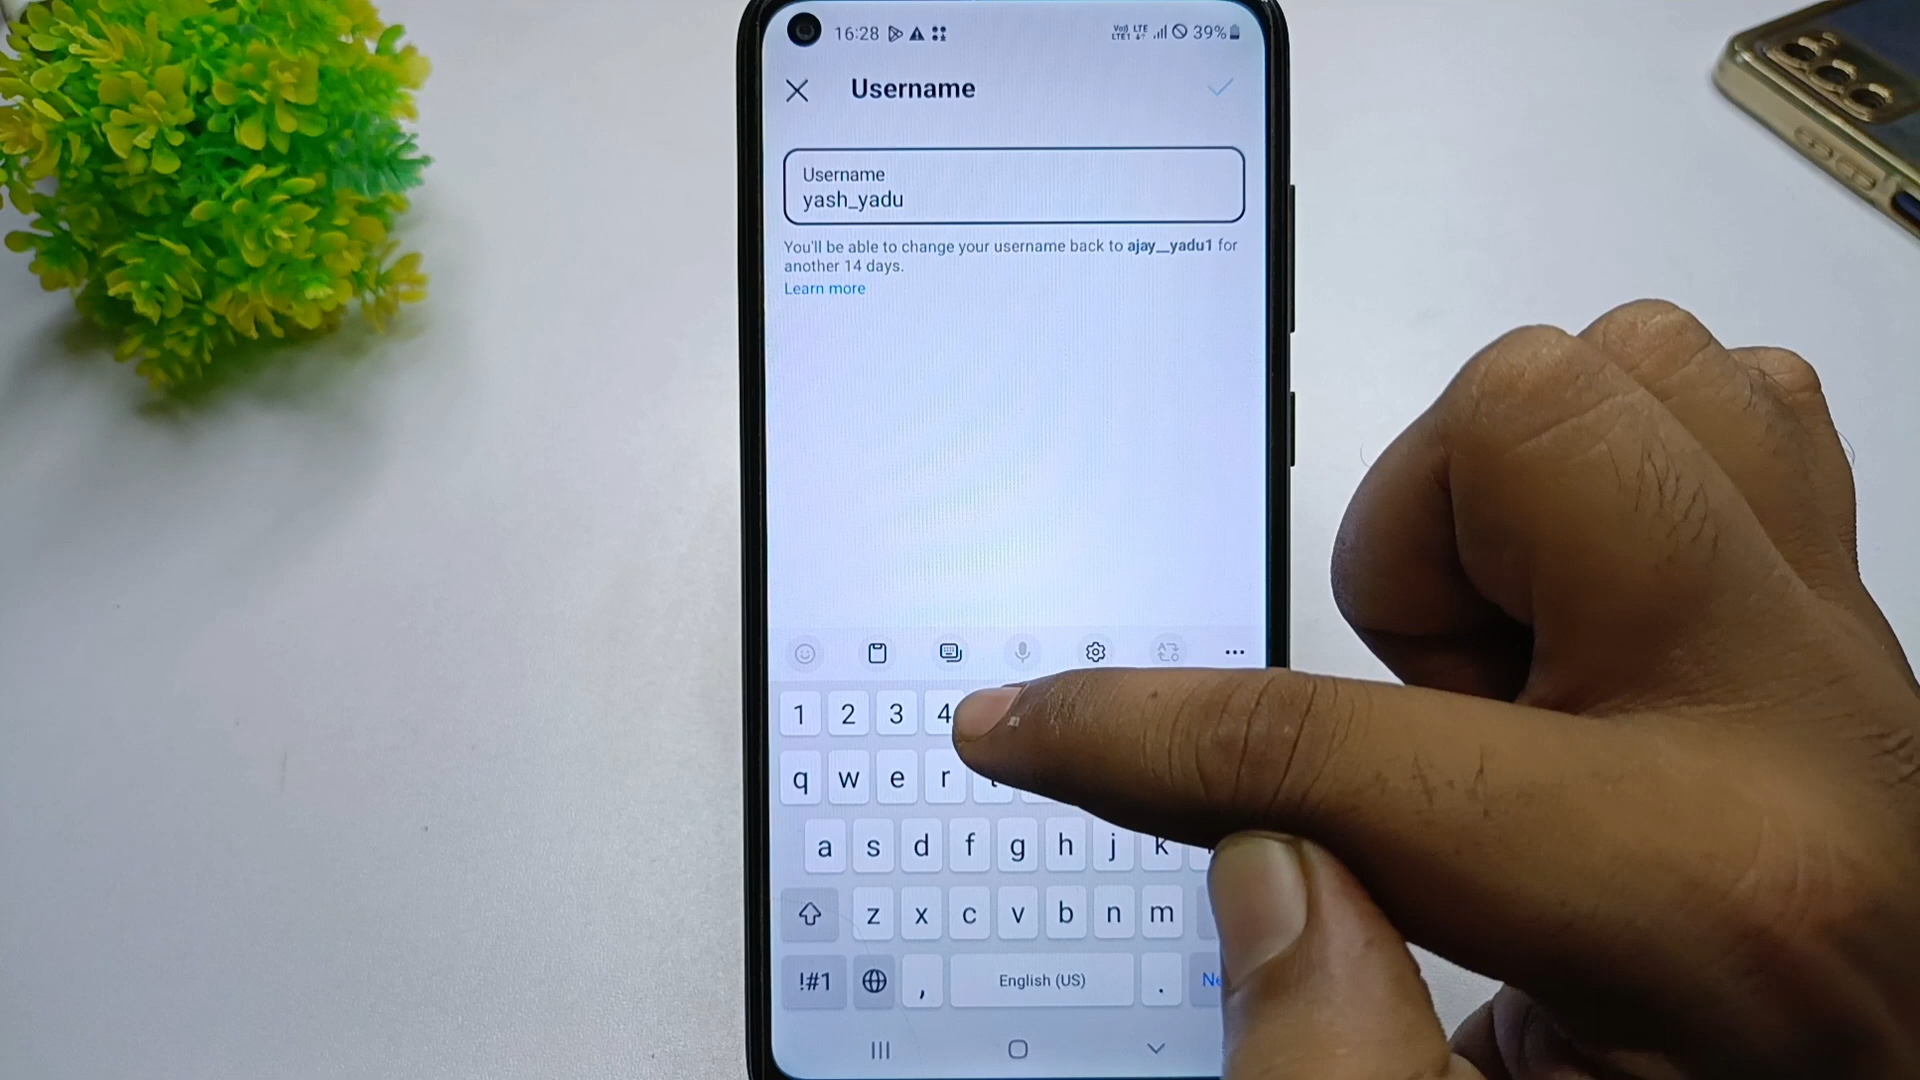 16:28 39%
Username
Username
yash_yadu
You'll be able to change your username back to ajay__yadu1 for
another 14 days.
Learn more
1 2 3 4
q w e r
a s d f g h j k
z x c v b n m
!#1 , English (US) .